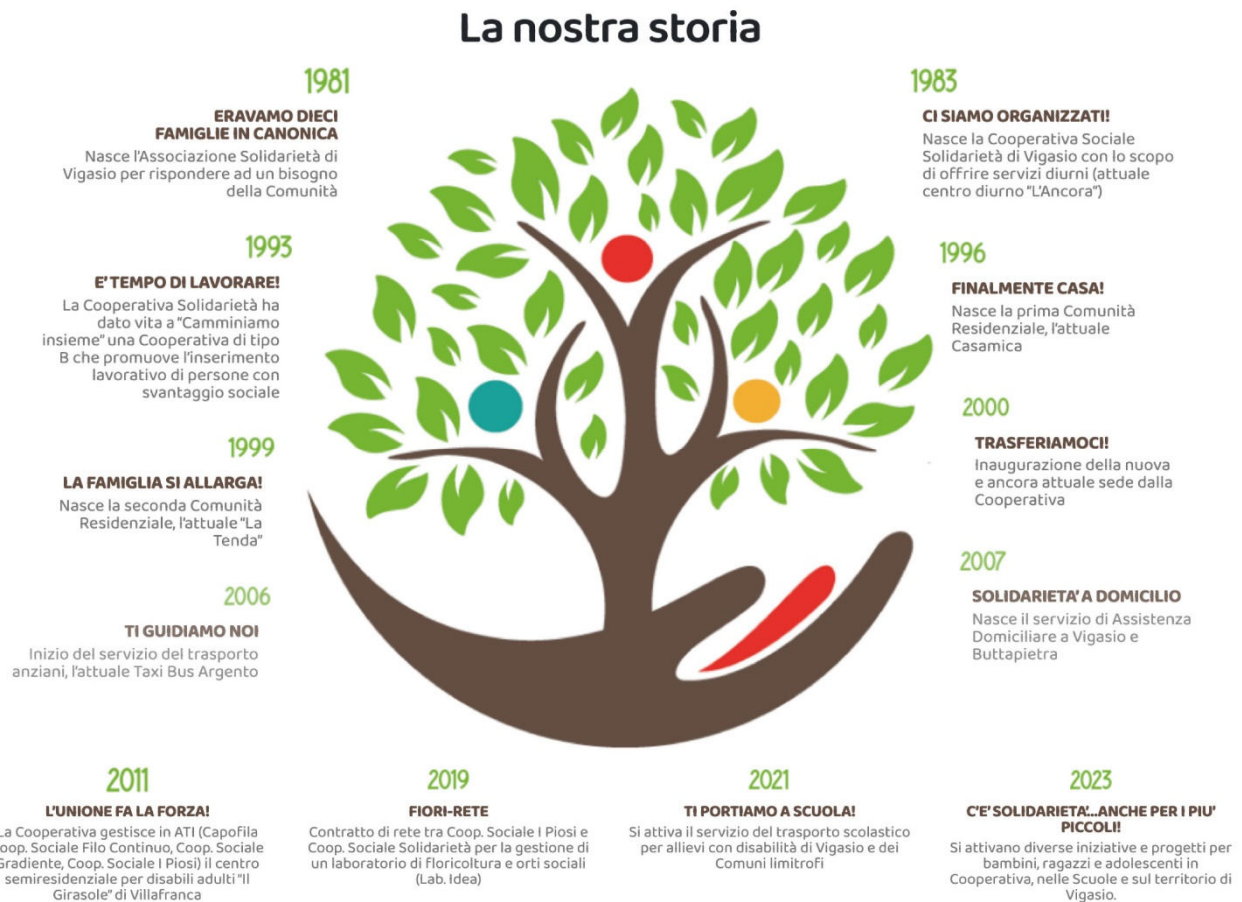 La nostra storia
1981
ERAVAMO DIECI
FAMIGLIE IN CANONICA
Nasce l'Associazione Solidarietà di
Vigasio per rispondere ad un bisogno
della Comunità
1983
CI SIAMO ORGANIZZATI!
Nasce la Cooperativa Sociale
Solidarietà di Vigasio con lo scopo
di offrire servizi diurni (attuale
centro diurno "L'Ancora")
1993
E' TEMPO DI LAVORARE!
La Cooperativa Solidarietà ha
dato vita a "Camminiamo
insieme" una Cooperativa di tipo
B che promuove l'inserimento
lavorativo di persone con
svantaggio sociale
1996
FINALMENTE CASA!
Nasce la prima Comunità
Residenziale, l'attuale
Casamica
1999
LA FAMIGLIA SI ALLARGA!
Nasce la seconda Comunità
Residenziale, l'attuale "La
Tenda"
2000
TRASFERIAMOCI!
Inaugurazione della nuova
e ancora attuale sede dalla
Cooperativa
2006
TI GUIDIAMO NOI
Inizio del servizio del trasporto
anziani, l'attuale Taxi Bus Argento
2007
SOLIDARIETA' A DOMICILIO
Nasce il servizio di Assistenza
Domiciliare a Vigasio e
Buttapietra
2011
L'UNIONE FA LA FORZA!
La Cooperativa gestisce in ATI (Capofila
Coop. Sociale Filo Continuo, Coop. Sociale
Gradiente, Coop. Sociale I Piosi) il centro
semiresidenziale per disabili adulti "Il
Girasole" di Villafranca
2019
FIORI-RETE
Contratto di rete tra Coop. Sociale I Piosi e
Coop. Sociale Solidarietà per la gestione di
un laboratorio di floricoltura e orti sociali
(Lab. Idea)
2021
TI PORTIAMO A SCUOLA!
Si attiva il servizio del trasporto scolastico
per allievi con disabilità di Vigasio e dei
Comuni limitrofi
2023
C'E' SOLIDARIETA'...ANCHE PER I PIU'
PICCOLI!
Si attivano diverse iniziative e progetti per
bambini, ragazzi e adolescenti in
Cooperativa, nelle Scuole e sul territorio di
Vigasio.